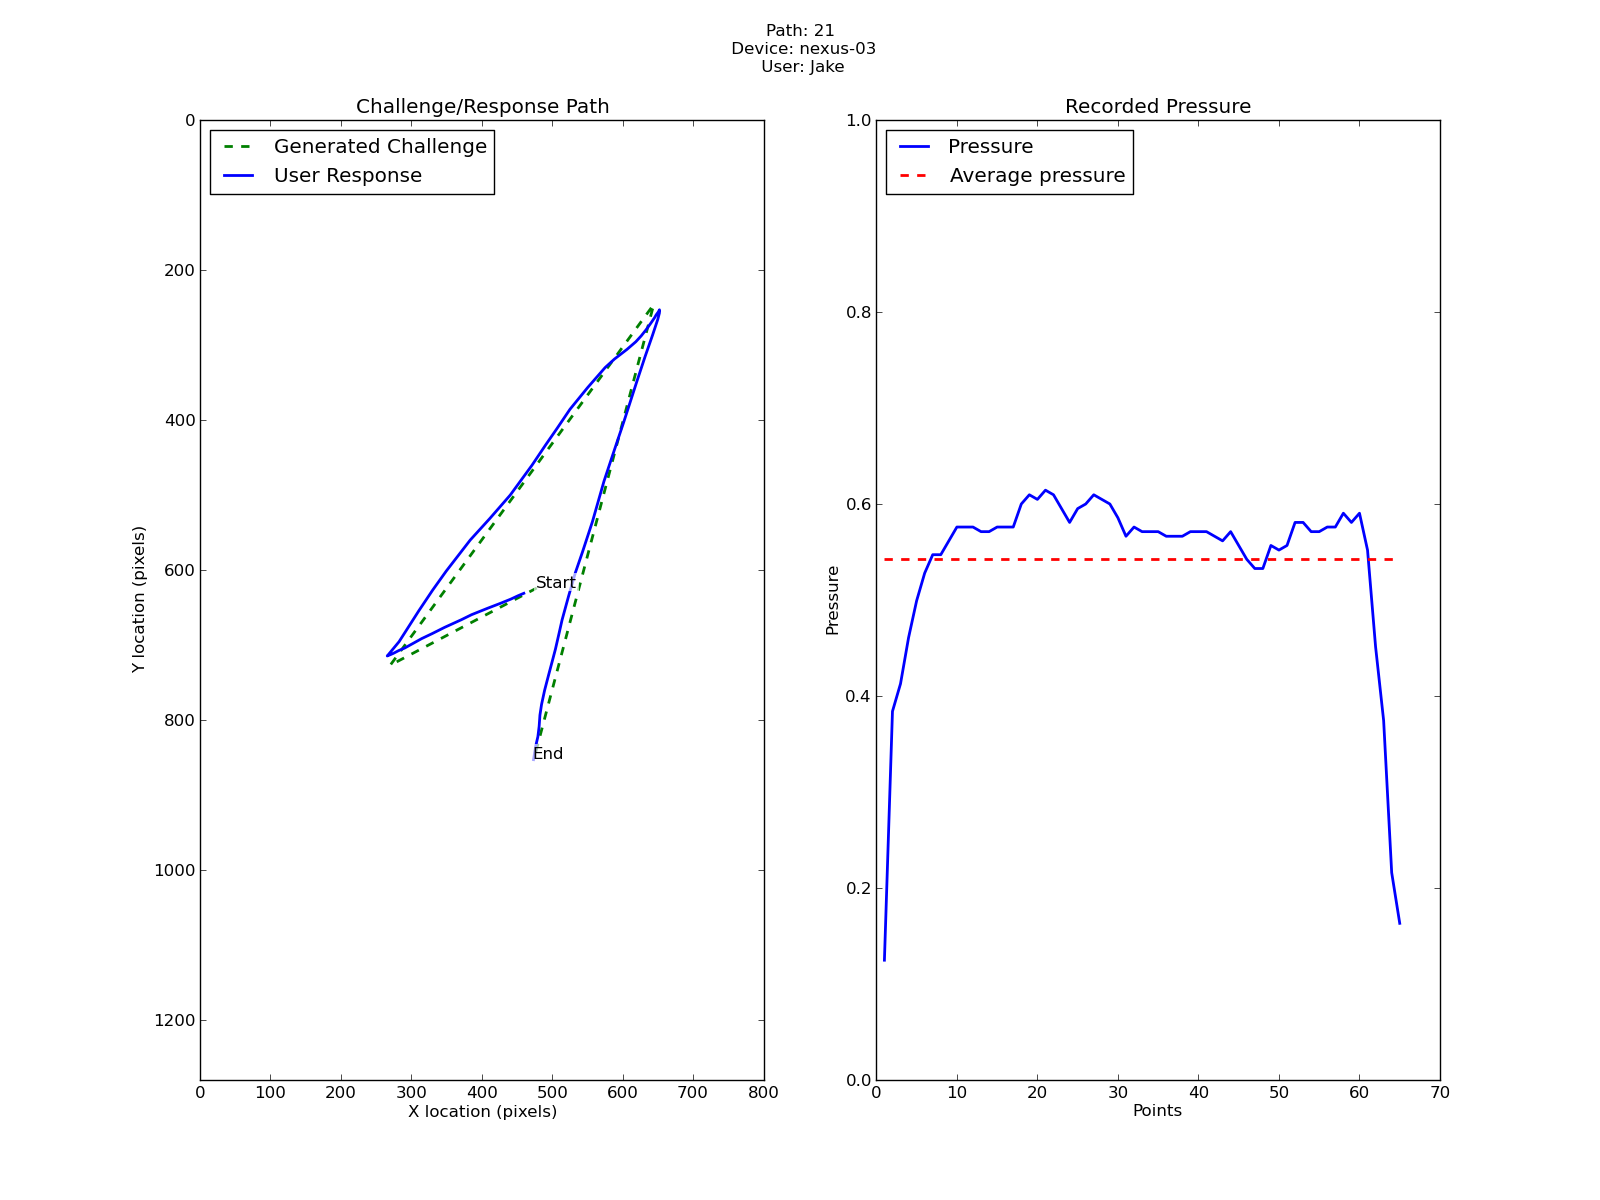 Path: 21
Device: nexus-03
User: Jake
Challenge/Response Path
Generated Challenge
User Response
0
200
400
600
800
1000
1200
Y location (pixels)
Start
End
0 100 200 300 400 500 600 700 800
X location (pixels)
Recorded Pressure
Pressure
Average pressure
1.0
0.8
0.6
0.4
0.2
0.0
Pressure
0 10 20 30 40 50 60 70
Points